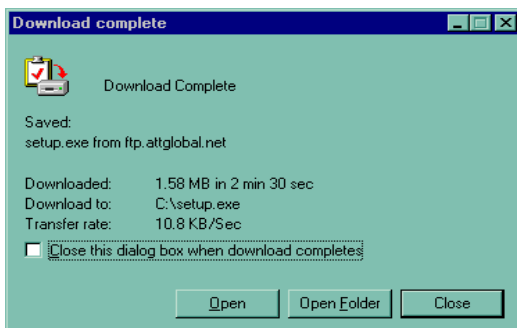 Download complete
Download Complete
Saved:
setup.exe from ftp.attglobal.net
Downloaded: 1.58 MB in 2 min 30 sec
Download to: C:\setup.exe
Transfer rate: 10.8 KB/Sec
Close this dialog box when download completes
Open Open Folder Close